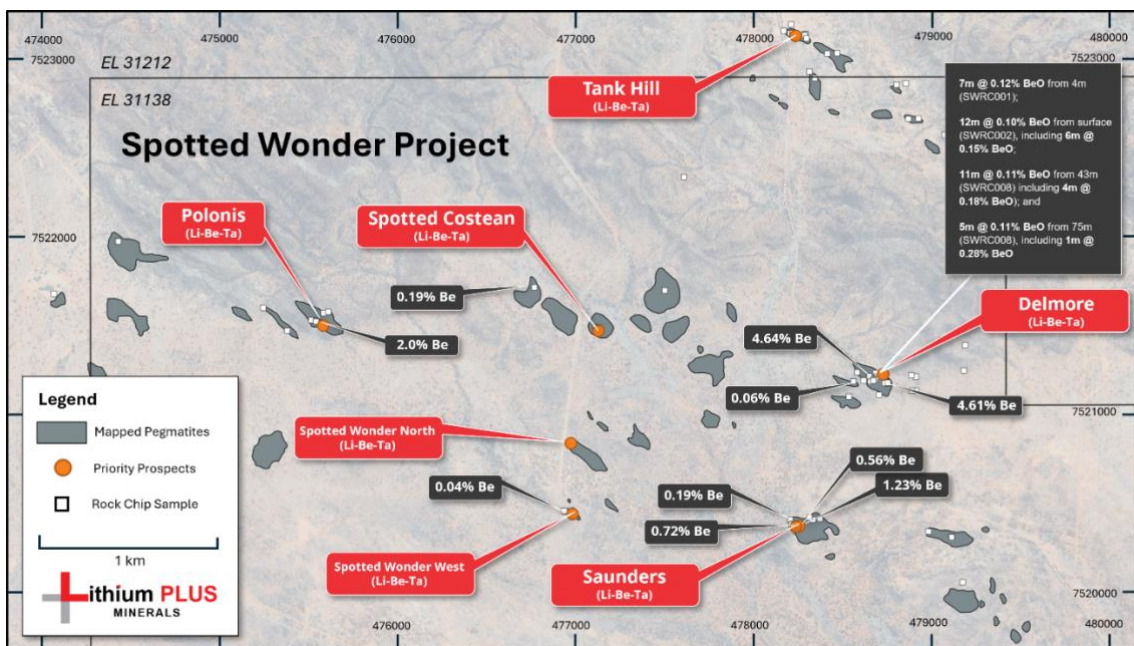 474000
475000
476000
477000
478000
479000
480000
7523000
EL 31212
7523000
EL 31138
Tank Hill
(Li-Be-Ta)
7m @ 0.12% BeO from 4m
(SWRC001);
12m @ 0.10% BeO from surface
(SWRC002), including 6m @
0.15% BeO;
11m @ 0.11% BeO from 43m
(SWRC008) including 4m @
0.18% BeO); and
5m @ 0.11% BeO from 75m
(SWRC008), including 1m @
0.28% BeO
Spotted Wonder Project
Polonis
(Li-Be-Ta)
Spotted Costean
(Li-Be-Ta)
7522000
7522000
0.19% Be
2.0% Be
Delmore
(Li-Be-Ta)
4.64% Be
0.06% Be
4.61% Be
Legend
Mapped Pegmatites
Priority Prospects
Rock Chip Sample
1 km
Lithium PLUS
MINERALS
7521000
Spotted Wonder North
(Li-Be-Ta)
0.04% Be
Spotted Wonder West
(Li-Be-Ta)
0.56% Be
1.23% Be
0.19% Be
0.72% Be
Saunders
(Li-Be-Ta)
7520000
476000
477000
478000
479000
480000